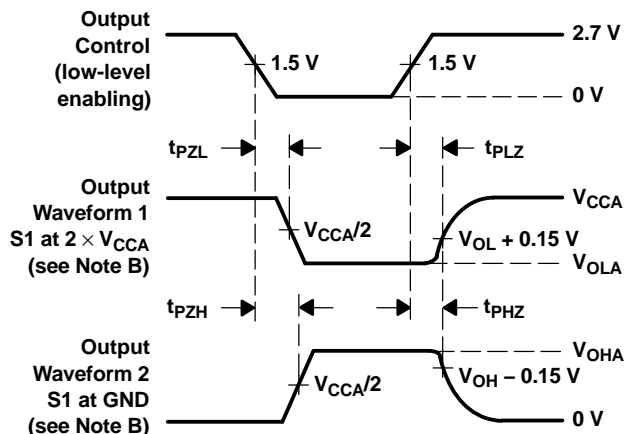 Output
Control
(low-level
enabling)
2.7 V
1.5 V
1.5 V
0 V
tPZL
tPLZ
Output
Waveform 1
S1 at 2 × VCCA
(see Note B)
VCCA
VCCA/2
VOL + 0.15 V
VOLA
tPZH
tPHZ
Output
Waveform 2
S1 at GND
(see Note B)
VOHA
VCCA/2
VOH − 0.15 V
0 V